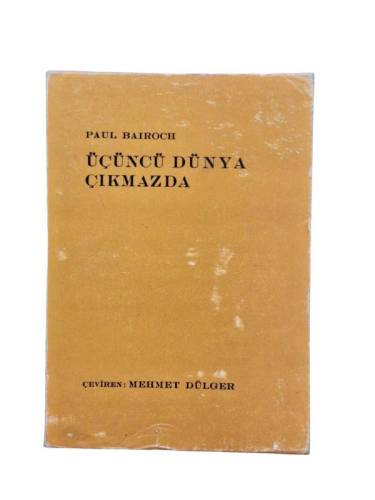 PAUL BAIROCH
ÜÇÜNCÜ DÜNYA
ÇIKMAZDA
ÇEVİREN: MEHMET DÜLGER